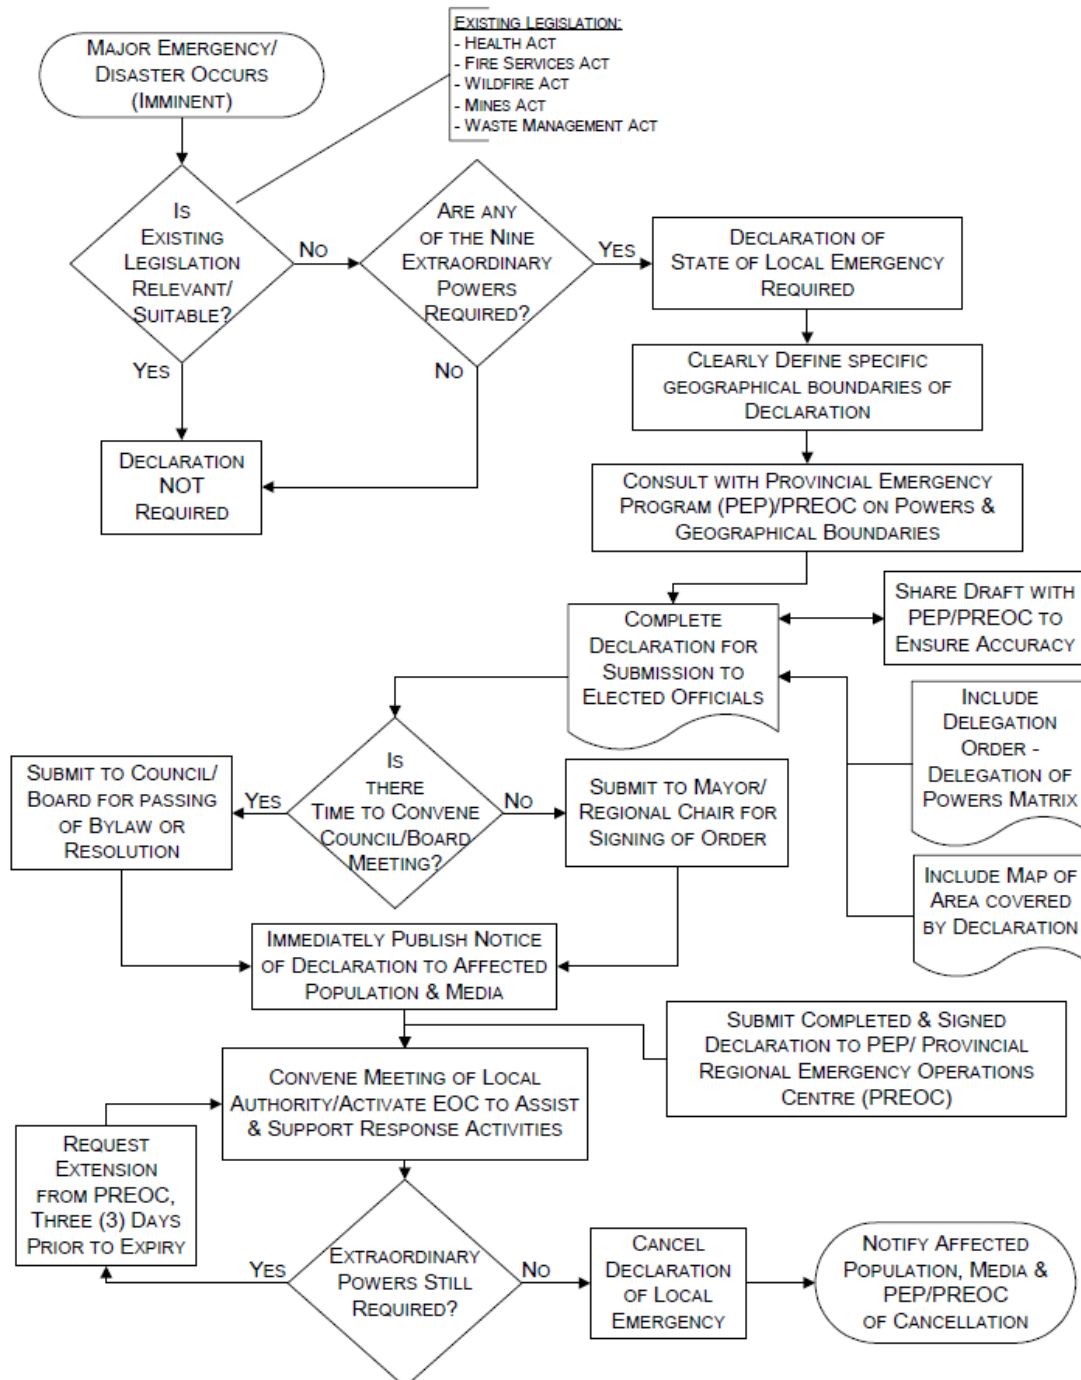 MAJOR EMERGENCY/
DISASTER OCCURS
(IMMINENT)
EXISTING LEGISLATION:
- HEALTH ACT
- FIRE SERVICES ACT
- WILDFIRE ACT
- MINES ACT
- WASTE MANAGEMENT ACT
IS
EXISTING
LEGISLATION
RELEVANT/
SUITABLE?
NO
YES
ARE ANY
OF THE NINE
EXTRAORDINARY
POWERS
REQUIRED?
YES
NO
DECLARATION OF
STATE OF LOCAL EMERGENCY
REQUIRED
DECLARATION
NOT
REQUIRED
CLEARLY DEFINE SPECIFIC
GEOGRAPHICAL BOUNDARIES OF
DECLARATION
CONSULT WITH PROVINCIAL EMERGENCY
PROGRAM (PEP)/PREOC ON POWERS &
GEOGRAPHICAL BOUNDARIES
COMPLETE
DECLARATION FOR
SUBMISSION TO
ELECTED OFFICIALS
SHARE DRAFT WITH
PEP/PREOC TO
ENSURE ACCURACY
INCLUDE
DELEGATION
ORDER -
DELEGATION OF
POWERS MATRIX
INCLUDE MAP OF
AREA COVERED
BY DECLARATION
IS
THERE
TIME TO CONVENE
COUNCIL/BOARD
MEETING?
YES
NO
SUBMIT TO COUNCIL/
BOARD FOR PASSING
OF BYLAW OR
RESOLUTION
SUBMIT TO MAYOR/
REGIONAL CHAIR FOR
SIGNING OF ORDER
IMMEDIATELY PUBLISH NOTICE
OF DECLARATION TO AFFECTED
POPULATION & MEDIA
SUBMIT COMPLETED & SIGNED
DECLARATION TO PEP/ PROVINCIAL
REGIONAL EMERGENCY OPERATIONS
CENTRE (PREOC)
CONVENE MEETING OF LOCAL
AUTHORITY/ACTIVATE EOC TO ASSIST
& SUPPORT RESPONSE ACTIVITIES
REQUEST
EXTENSION
FROM PREOC,
THREE (3) DAYS
PRIOR TO EXPIRY
YES
EXTRAORDINARY
POWERS STILL
REQUIRED?
NO
CANCEL
DECLARATION
OF LOCAL
EMERGENCY
NOTIFY AFFECTED
POPULATION, MEDIA &
PEP/PREOC
OF CANCELLATION